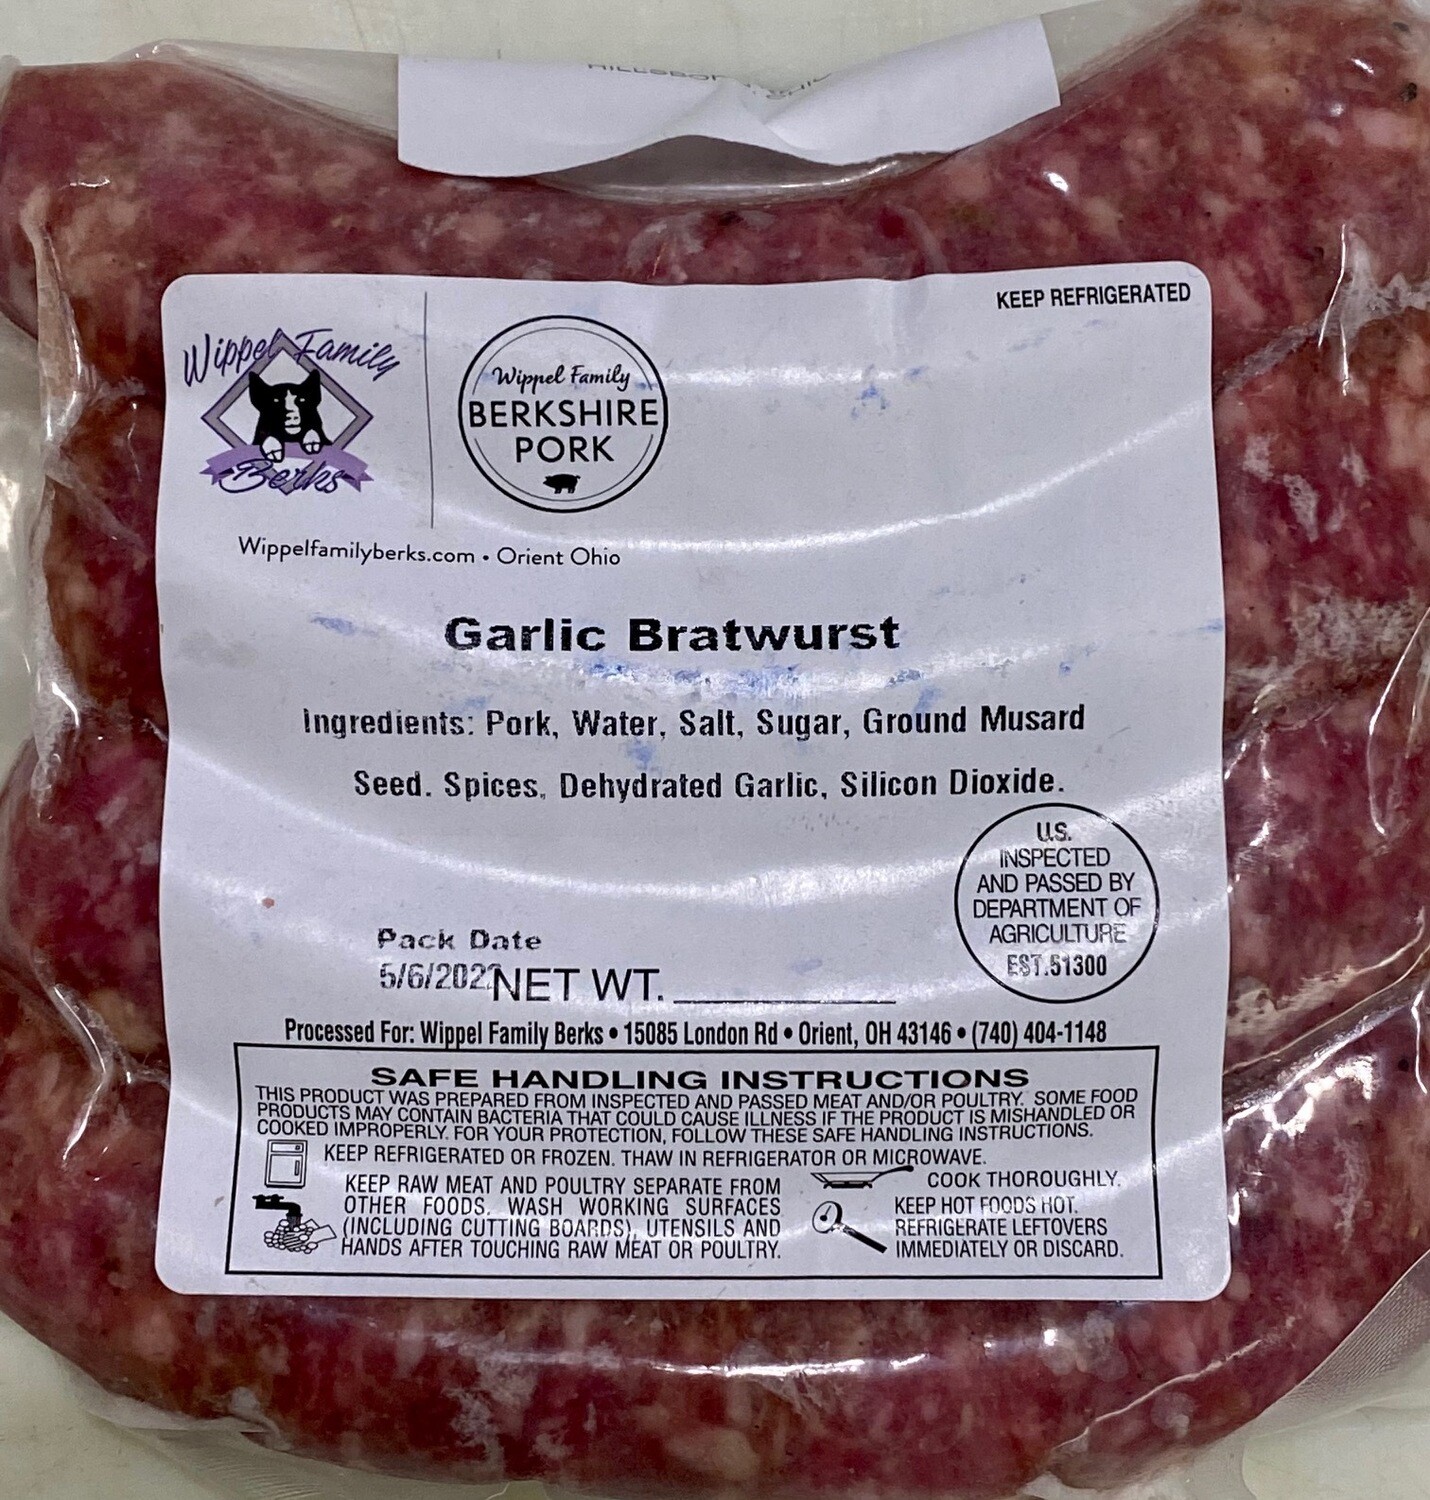 KEEP REFRIGERATED
Wippel Family
Berks
Wippel Family
BERKSHIRE
PORK
Wippelfamilyberks.com • Orient Ohio
Garlic Bratwurst
Ingredients: Pork, Water, Salt, Sugar, Ground Musard
Seed. Spices, Dehydrated Garlic, Silicon Dioxide.
U.S.
INSPECTED
AND PASSED BY
DEPARTMENT OF
AGRICULTURE
EST.51300
Pack Date
5/6/202
NET WT.
Processed For: Wippel Family Berks • 15085 London Rd • Orient, OH 43146 • (740) 404-1148
SAFE HANDLING INSTRUCTIONS
THIS PRODUCT WAS PREPARED FROM INSPECTED AND PASSED MEAT AND/OR POULTRY. SOME FOOD
PRODUCTS MAY CONTAIN BACTERIA THAT COULD CAUSE ILLNESS IF THE PRODUCT IS MISHANDLED OR
COOKED IMPROPERLY. FOR YOUR PROTECTION, FOLLOW THESE SAFE HANDLING INSTRUCTIONS.
KEEP REFRIGERATED OR FROZEN. THAW IN REFRIGERATOR OR MICROWAVE.
KEEP RAW MEAT AND POULTRY SEPARATE FROM
OTHER FOODS. WASH WORKING SURFACES
(INCLUDING CUTTING BOARDS), UTENSILS AND
HANDS AFTER TOUCHING RAW MEAT OR POULTRY.
COOK THOROUGHLY.
KEEP HOT FOODS HOT.
REFRIGERATE LEFTOVERS
IMMEDIATELY OR DISCARD.